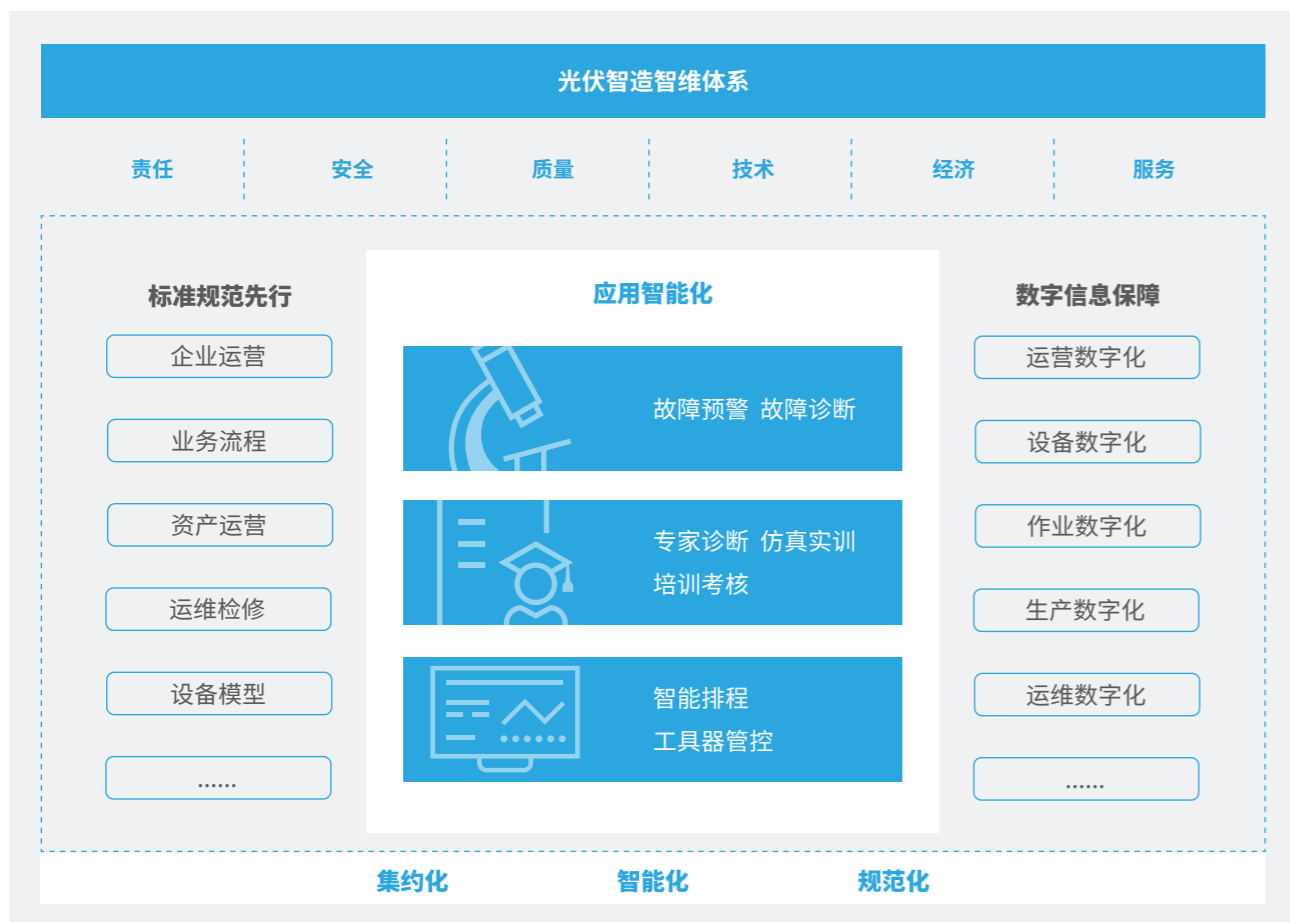 光伏智造智维体系
责任 安全 质量 技术 经济 服务
标准规范先行
企业运营
业务流程
资产运营
运维检修
设备模型
......
应用智能化
故障预警 故障诊断
专家诊断 仿真实训
培训考核
智能排程
工具器管控
数字信息保障
运营数字化
设备数字化
作业数字化
生产数字化
运维数字化
......
集约化 智能化 规范化